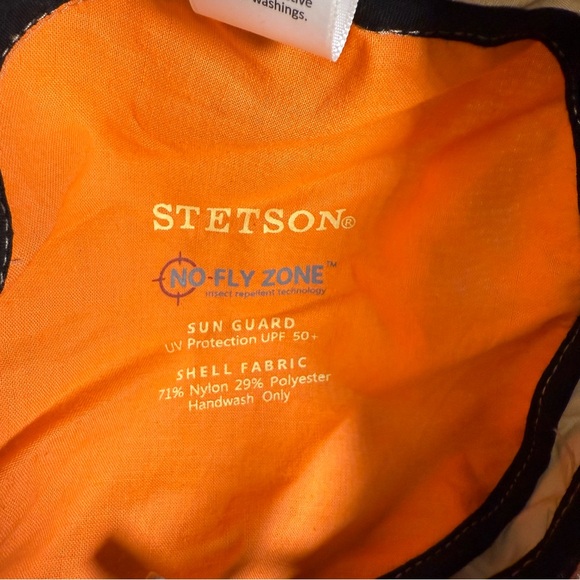 washings.
STETSON®
NO-FLY ZONE™
insect repellent technology
SUN GUARD
UV Protection UPF 50+
SHELL FABRIC
71% Nylon 29% Polyester
Handwash Only